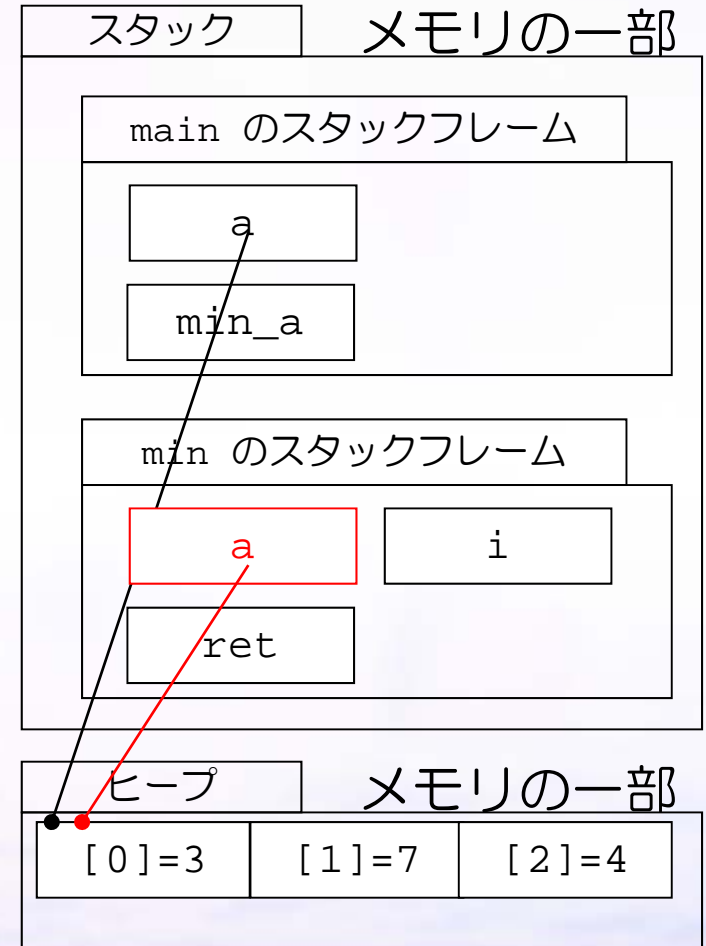 スタック メモリの一部
main のスタックフレーム
a
min_a
min のスタックフレーム
a i
ret
ヒープ メモリの一部
[0]=3 [1]=7 [2]=4